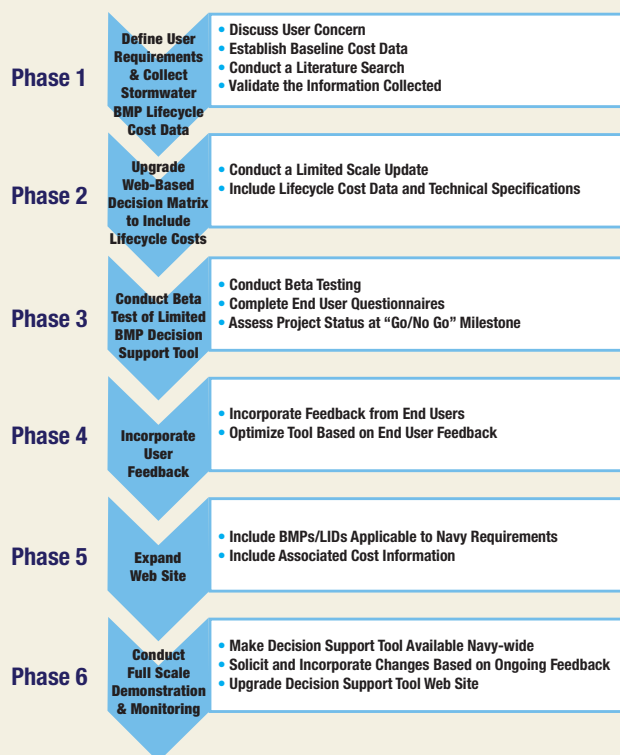 Phase 1
Define User
Requirements
& Collect
Stormwater
BMP Lifecycle
Cost Data
• Discuss User Concern
• Establish Baseline Cost Data
• Conduct a Literature Search
• Validate the Information Collected
Phase 2
Upgrade
Web-Based
Decision Matrix
to Include
Lifecycle Costs
• Conduct a Limited Scale Update
• Include Lifecycle Cost Data and Technical Specifications
Phase 3
Conduct Beta
Test of Limited
BMP Decision
Support Tool
• Conduct Beta Testing
• Complete End User Questionnaires
• Assess Project Status at “Go/No Go” Milestone
Phase 4
Incorporate
User
Feedback
• Incorporate Feedback from End Users
• Optimize Tool Based on End User Feedback
Phase 5
Expand
Web Site
• Include BMPs/LIDs Applicable to Navy Requirements
• Include Associated Cost Information
Phase 6
Conduct
Full Scale
Demonstration
& Monitoring
• Make Decision Support Tool Available Navy-wide
• Solicit and Incorporate Changes Based on Ongoing Feedback
• Upgrade Decision Support Tool Web Site